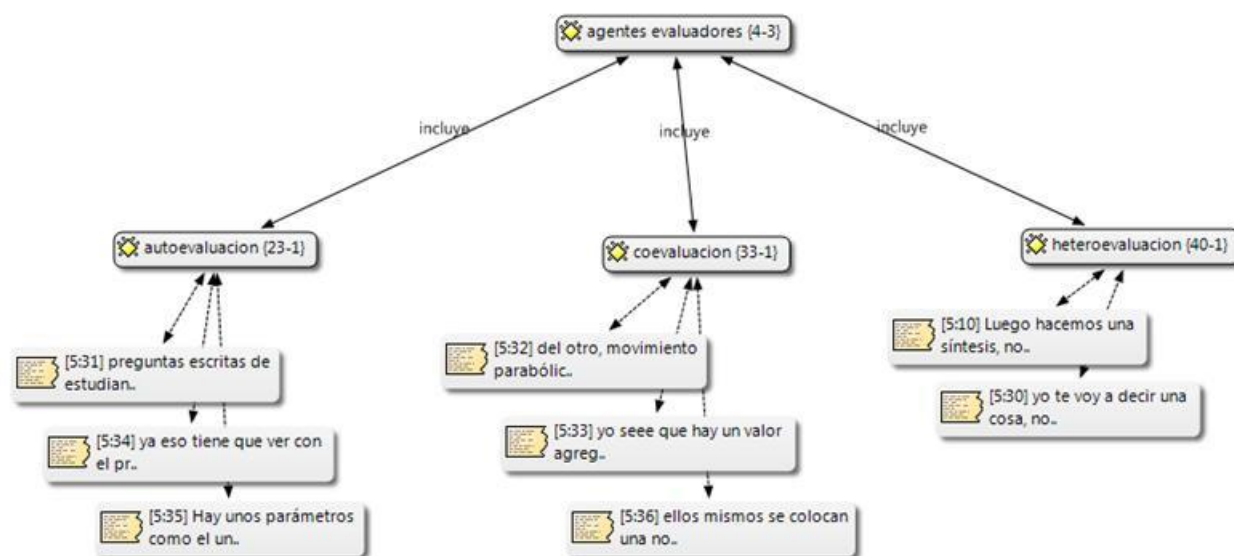 agentes evaluadores {4-3}
incluye
incluye
incluye
autoevaluacion {23-1}
coevaluacion {33-1}
heteroevaluacion {40-1}
[5:31] preguntas escritas de
estudian..
[5:34] ya eso tiene que ver con
el pr..
[5:35] Hay unos parámetros
como el un..
[5:32] del otro, movimiento
parabólic..
[5:33] yo seee que hay un valor
agreg..
[5:36] ellos mismos se colocan
una no..
[5:10] Luego hacemos una
síntesis, no..
[5:30] yo te voy a decir una
cosa, no..